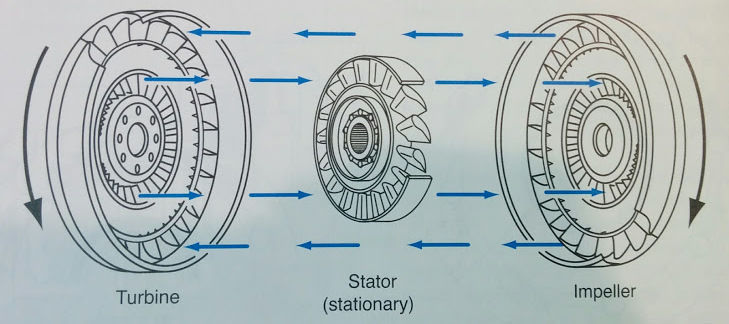 Turbine
Stator
(stationary)
Impeller